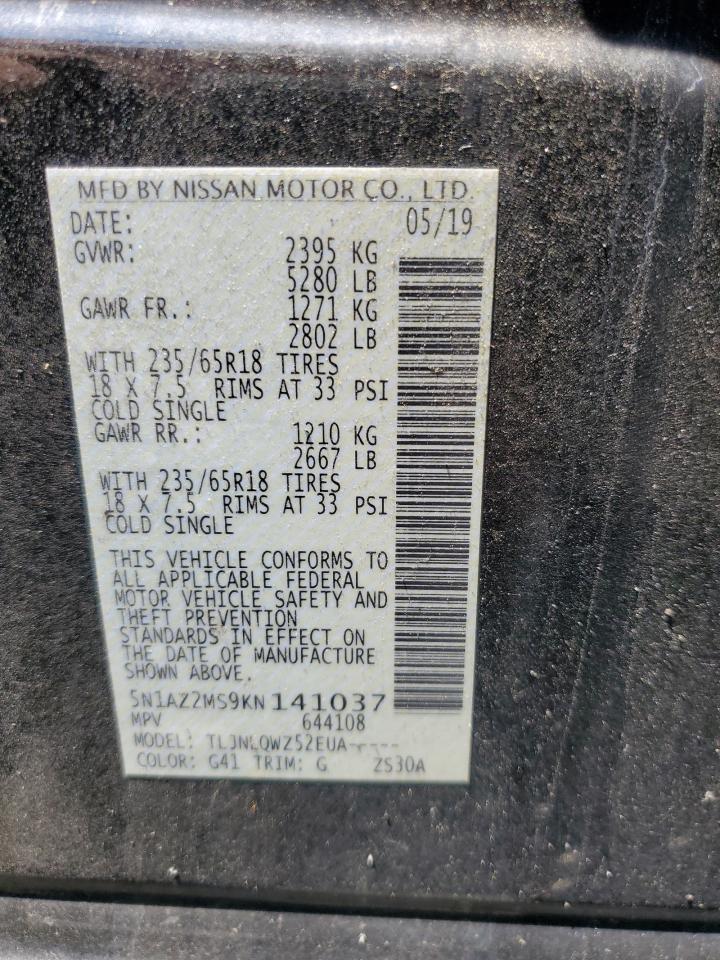 MFD BY NISSAN MOTOR CO., LTD.
DATE: 05/19
GVWR: 2395 KG
5280 LB
GAWR FR.: 1271 KG
2802 LB
WITH 235/65R18 TIRES
18 X 7.5 RIMS AT 33 PSI
COLD SINGLE
GAWR RR.: 1210 KG
2667 LB
WITH 235/65R18 TIRES
18 X 7.5 RIMS AT 33 PSI
COLD SINGLE
THIS VEHICLE CONFORMS TO
ALL APPLICABLE FEDERAL
MOTOR VEHICLE SAFETY AND
THEFT PREVENTION
STANDARDS IN EFFECT ON
THE DATE OF MANUFACTURE
SHOWN ABOVE.
5N1AZ2MS9KN141037
MPV 644108
MODEL:
COLOR: G41 TRIM: G ZS30A